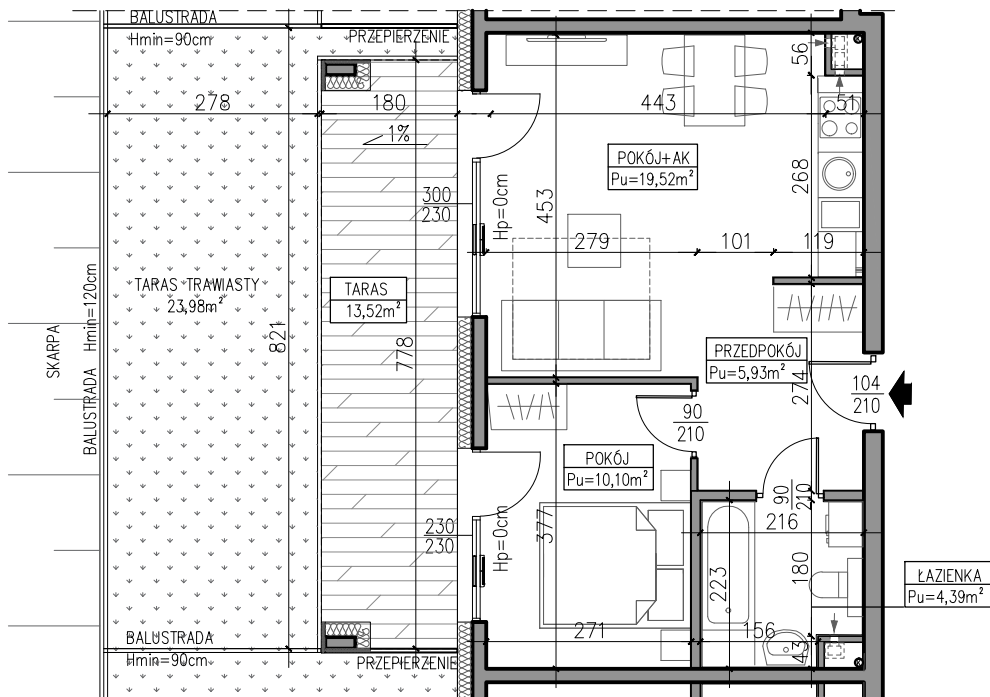 BALUSTRADA
Hmin=90cm
PRZEPIERZENIE
278
180
443
56
51
1%
POKÓJ+AK
Pu=19,52m²
268
300
230
Hp=0cm
453
279
101
119
TARAS TRAWIASTY
23,98m²
TARAS
13,52m²
SKARPA
BALUSTRADA Hmin=120cm
821
778
PRZEDPOKÓJ
Pu=5,93m²
274
104
210
90
210
POKÓJ
Pu=10,10m²
90
210
216
230
230
Hp=0cm
377
223
180
ŁAZIENKA
Pu=4,39m²
271
156
43
BALUSTRADA
Hmin=90cm
PRZEPIERZENIE